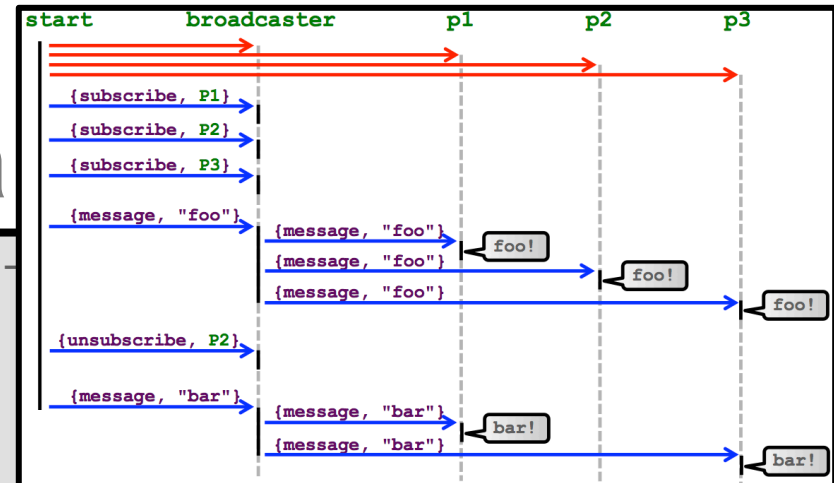 start broadcaster p1 p2 p3
{subscribe, P1}
{subscribe, P2}
{subscribe, P3}
{message, "foo"}
{message, "foo"}
foo!
{message, "foo"}
foo!
{message, "foo"}
foo!
{unsubscribe, P2}
{message, "bar"}
{message, "bar"}
bar!
{message, "bar"}
bar!